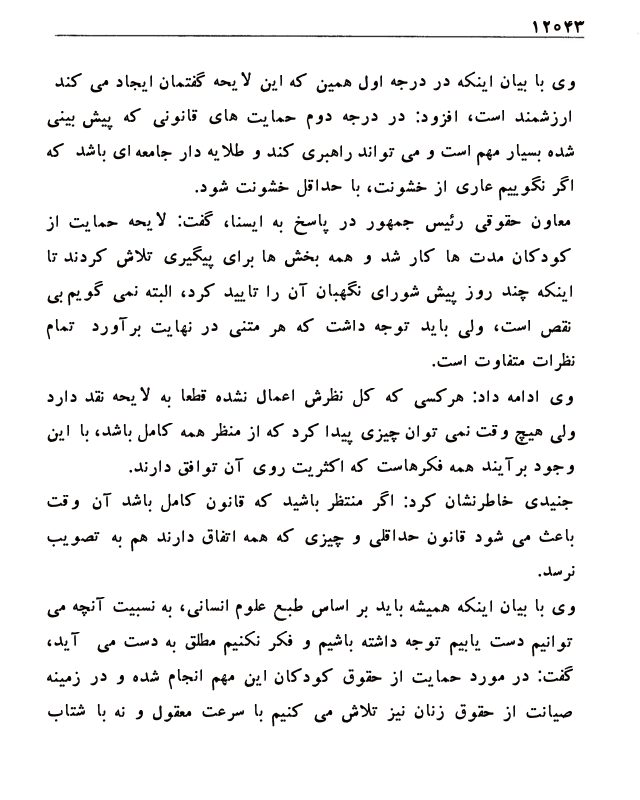 ۱۲۰۴۳
وی با بیان اینکه در درجه اول همین که این لایحه گفتمان ایجاد می کند
ارزشمند است، افزود: در درجه دوم حمایت های قانونی که پیش بینی
شده بسیار مهم است و می تواند راهبری کند و طلایه دار جامعه ای باشد که
اگر نگوییم عاری از خشونت، با حداقل خشونت شود.
معاون حقوقی رئیس جمهور در پاسخ به ایسنا، گفت: لایحه حمایت از
کودکان مدت ها کار شد و همه بخش ها برای پیگیری تلاش کردند تا
اینکه چند روز پیش شورای نگهبان آن را تایید کرد، البته نمی گویم بی
نقص است، ولی باید توجه داشت که هر متنی در نهایت برآورد تمام
نظرات متفاوت است.
وی ادامه داد: هرکسی که کل نظرش اعمال نشده قطعا به لایحه نقد دارد
ولی هیچ وقت نمی توان چیزی پیدا کرد که از منظر همه کامل باشد، با این
وجود برآیند همه فکرهاست که اکثریت روی آن توافق دارند.
جنیدی خاطرنشان کرد: اگر منتظر باشید که قانون کامل باشد آن وقت
باعث می شود قانون حداقلی و چیزی که همه اتفاق دارند هم به تصویب
نرسد.
وی با بیان اینکه همیشه باید بر اساس طبع علوم انسانی، به نسبیت آنچه می
توانیم دست یابیم توجه داشته باشیم و فکر نکنیم مطلق به دست می آید،
گفت: در مورد حمایت از حقوق کودکان این مهم انجام شده و در زمینه
صیانت از حقوق زنان نیز تلاش می کنیم با سرعت معقول و نه با شتاب